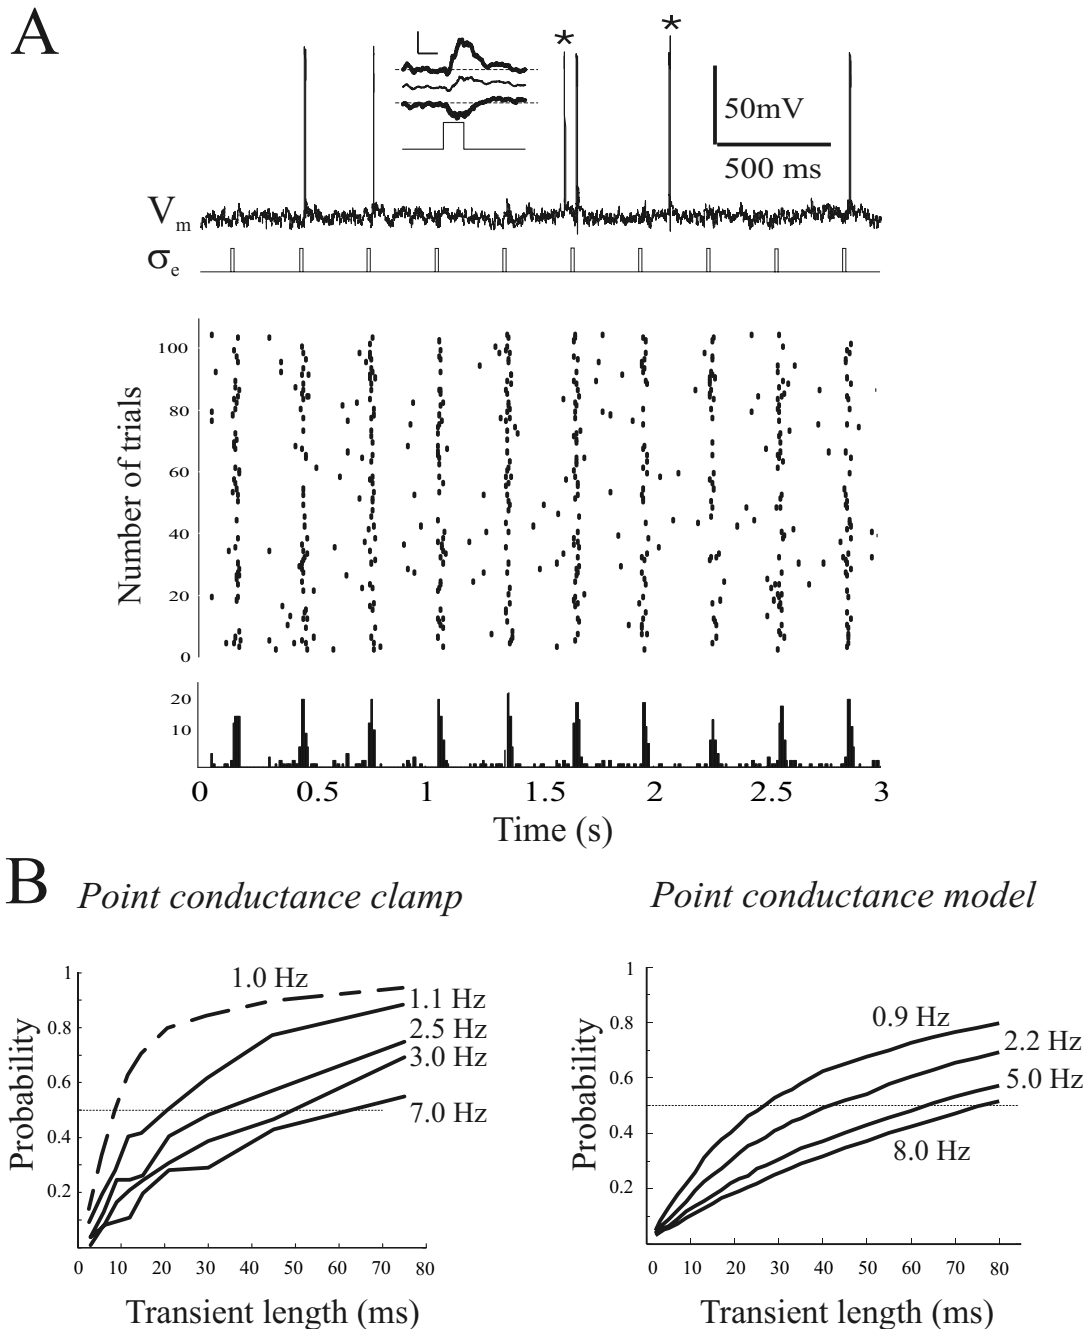 A
*
*
50mV
500 ms
Vm
σe
Number of trials
100
80
60
40
20
0
20
10
0
0.5
1
1.5
2
2.5
3
Time (s)
B
Point conductance clamp
Point conductance model
Probability
1
0.8
0.6
0.4
0.2
1.0 Hz
1.1 Hz
2.5 Hz
3.0 Hz
7.0 Hz
0 10 20 30 40 50 60 70 80
Transient length (ms)
Probability
1
0.8
0.6
0.4
0.2
0.9 Hz
2.2 Hz
5.0 Hz
8.0 Hz
0 10 20 30 40 50 60 70 80
Transient length (ms)